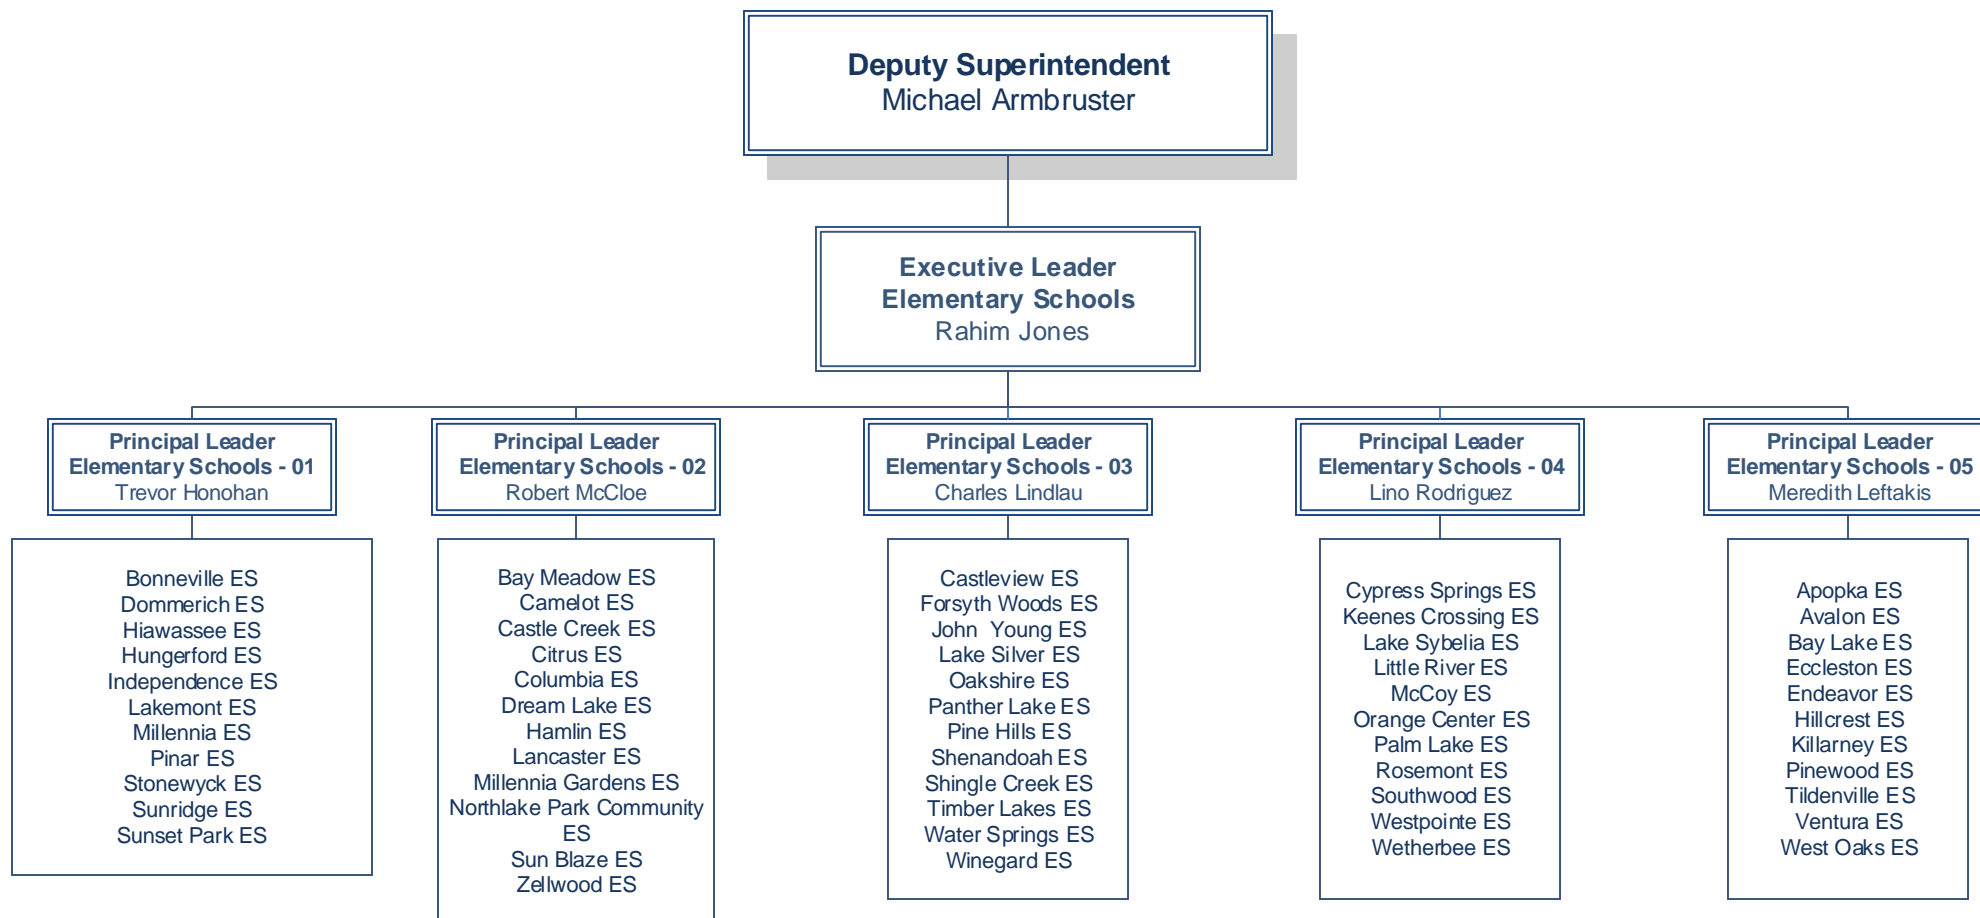 Deputy Superintendent
Michael Armbruster
Executive Leader
Elementary Schools
Rahim Jones
Principal Leader
Elementary Schools - 01
Trevor Honohan
Bonneville ES
Dommerich ES
Hiawassee ES
Hungerford ES
Independence ES
Lakemont ES
Millennia ES
Pinar ES
Stonewyck ES
Sunridge ES
Sunset Park ES
Principal Leader
Elementary Schools - 02
Robert McCloe
Bay Meadow ES
Camelot ES
Castle Creek ES
Citrus ES
Columbia ES
Dream Lake ES
Hamlin ES
Lancaster ES
Millennia Gardens ES
Northlake Park Community
ES
Sun Blaze ES
Zellwood ES
Principal Leader
Elementary Schools - 03
Charles Lindlau
Castleview ES
Forsyth Woods ES
John Young ES
Lake Silver ES
Oakshire ES
Panther Lake ES
Pine Hills ES
Shenandoah ES
Shingle Creek ES
Timber Lakes ES
Water Springs ES
Winegard ES
Principal Leader
Elementary Schools - 04
Lino Rodriguez
Cypress Springs ES
Keenes Crossing ES
Lake Sybelia ES
Little River ES
McCoy ES
Orange Center ES
Palm Lake ES
Rosemont ES
Southwood ES
Westpointe ES
Wetherbee ES
Principal Leader
Elementary Schools - 05
Meredith Leftakis
Apopka ES
Avalon ES
Bay Lake ES
Eccleston ES
Endeavor ES
Hillcrest ES
Killarney ES
Pinewood ES
Tildenville ES
Ventura ES
West Oaks ES